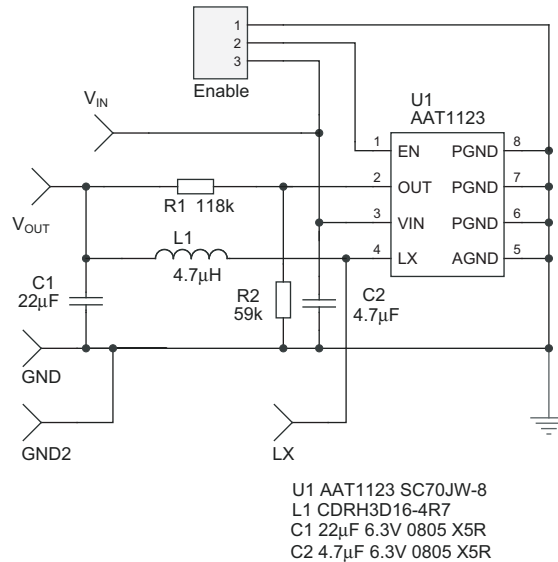 1
2
3
Enable
V_IN
U1
AAT1123
1 EN PGND 8
2 OUT PGND 7
3 VIN PGND 6
4 LX AGND 5
V_OUT
R1 118k
L1
4.7μH
C1
22μF
R2
59k
C2
4.7μF
GND
GND2
LX
U1 AAT1123 SC70JW-8
L1 CDRH3D16-4R7
C1 22μF 6.3V 0805 X5R
C2 4.7μF 6.3V 0805 X5R